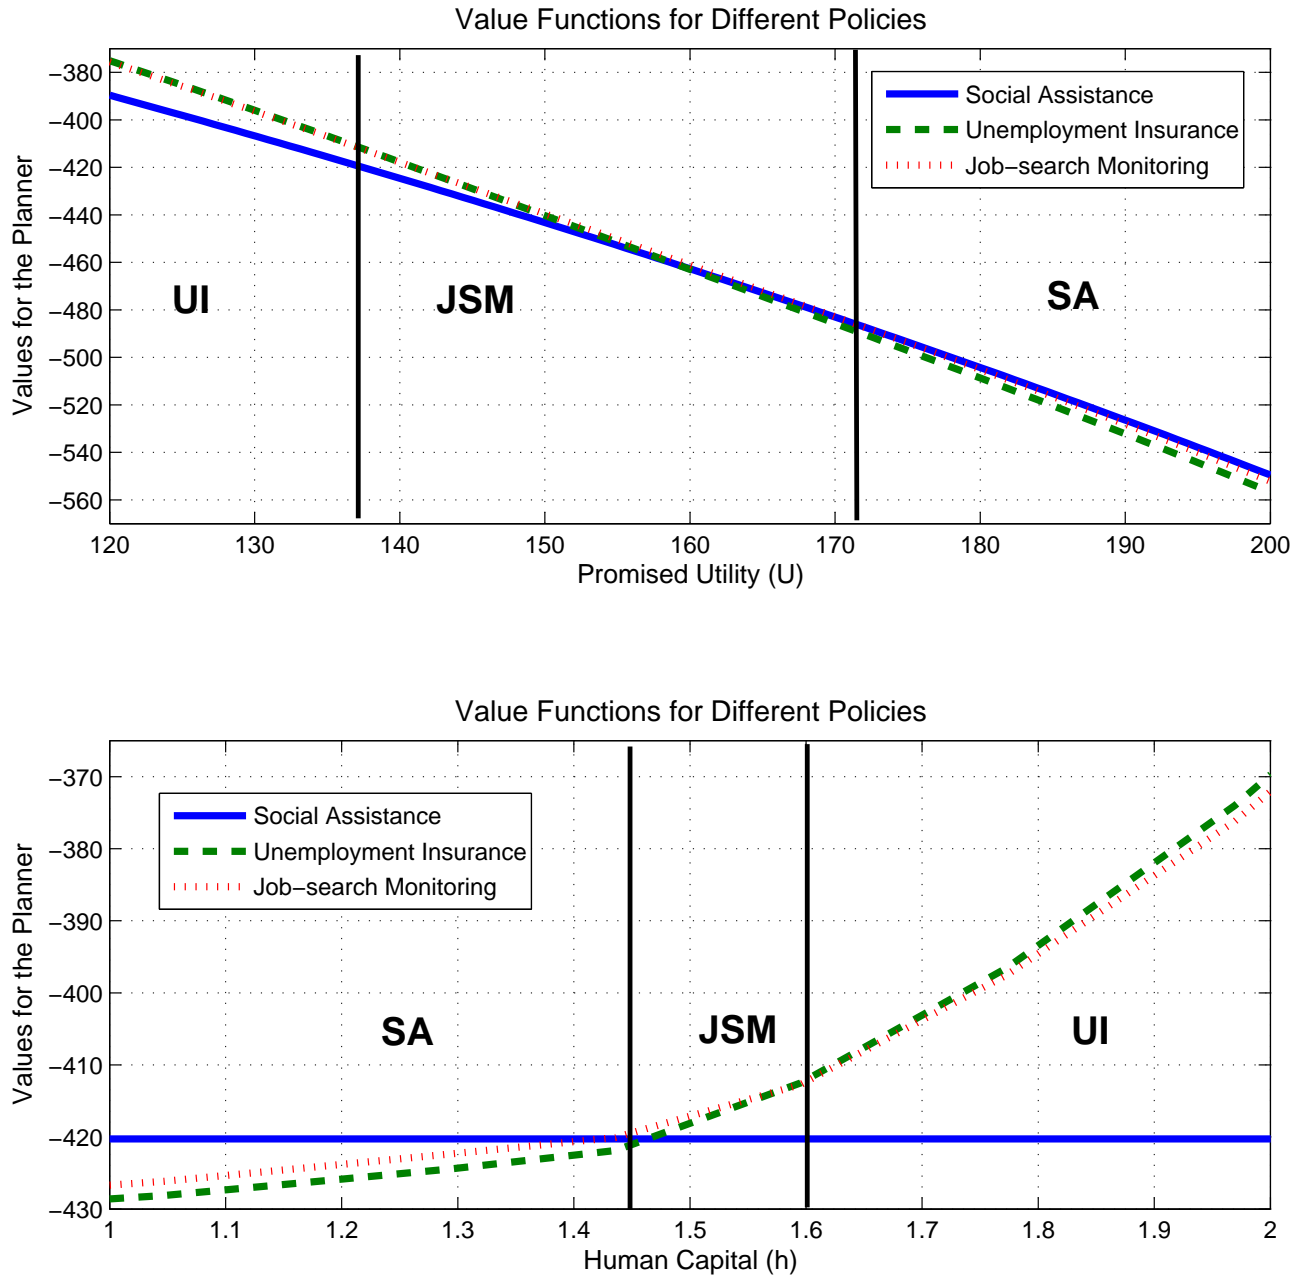 Value Functions for Different Policies
Values for the Planner
−380
−400
−420
−440
−460
−480
−500
−520
−540
−560
Social Assistance
Unemployment Insurance
Job−search Monitoring
UI
JSM
SA
120
130
140
150
160
170
180
190
200
Promised Utility (U)
Value Functions for Different Policies
Values for the Planner
−370
−380
−390
−400
−410
−420
−430
Social Assistance
Unemployment Insurance
Job−search Monitoring
SA
JSM
UI
1
1.1
1.2
1.3
1.4
1.5
1.6
1.7
1.8
1.9
2
Human Capital (h)